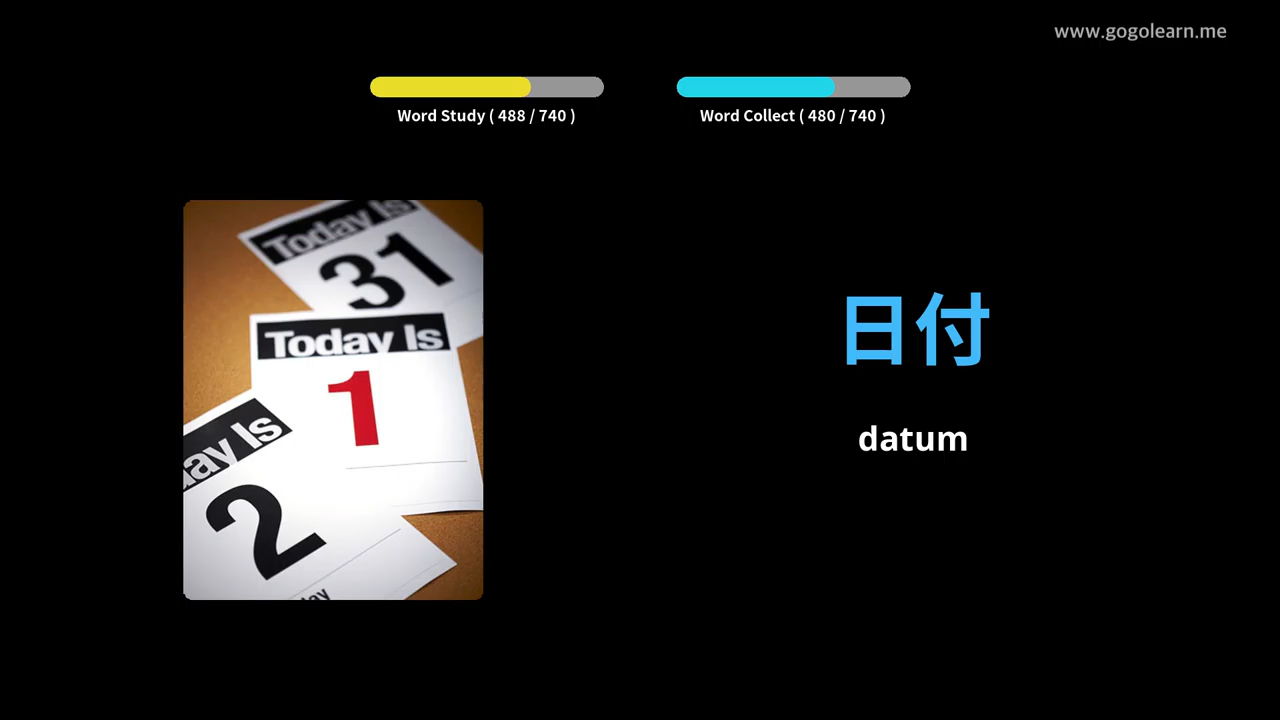 www.gogolearn.me
Word Study ( 488 / 740 )
Word Collect ( 480 / 740 )
Today Is
31
Today Is
1
day Is
2
日付
datum